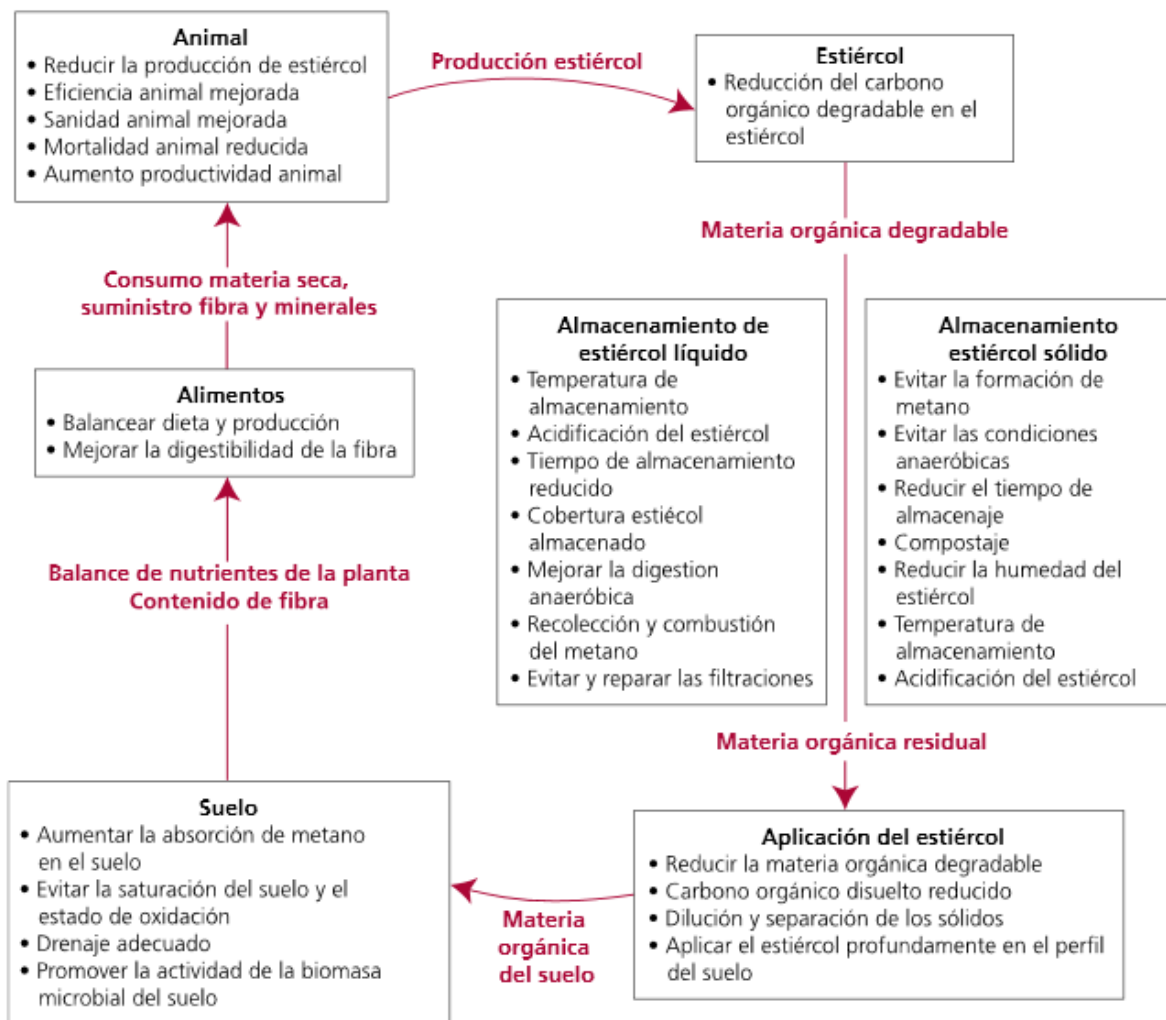 Animal
• Reducir la producción de estiércol
• Eficiencia animal mejorada
• Sanidad animal mejorada
• Mortalidad animal reducida
• Aumento productividad animal
Producción estiércol
Estiércol
• Reducción del carbono
orgánico degradable en el
estiércol
Materia orgánica degradable
Consumo materia seca,
suministro fibra y minerales
Alimentos
• Balancear dieta y producción
• Mejorar la digestibilidad de la fibra
Balance de nutrientes de la planta
Contenido de fibra
Almacenamiento de
estiércol líquido
• Temperatura de
almacenamiento
• Acidificación del estiércol
• Tiempo de almacenamiento
reducido
• Cobertura estiécol
almacenado
• Mejorar la digestion
anaeróbica
• Recolección y combustión
del metano
• Evitar y reparar las filtraciones
Almacenamiento
estiércol sólido
• Evitar la formación de
metano
• Evitar las condiciones
anaeróbicas
• Reducir el tiempo de
almacenaje
• Compostaje
• Reducir la humedad del
estiércol
• Temperatura de
almacenamiento
• Acidificación del estiércol
Materia orgánica residual
Suelo
• Aumentar la absorción de metano
en el suelo
• Evitar la saturación del suelo y el
estado de oxidación
• Drenaje adecuado
• Promover la actividad de la biomasa
microbial del suelo
Materia
orgánica
del suelo
Aplicación del estiércol
• Reducir la materia orgánica degradable
• Carbono orgánico disuelto reducido
• Dilución y separación de los sólidos
• Aplicar el estiércol profundamente en el perfil
del suelo